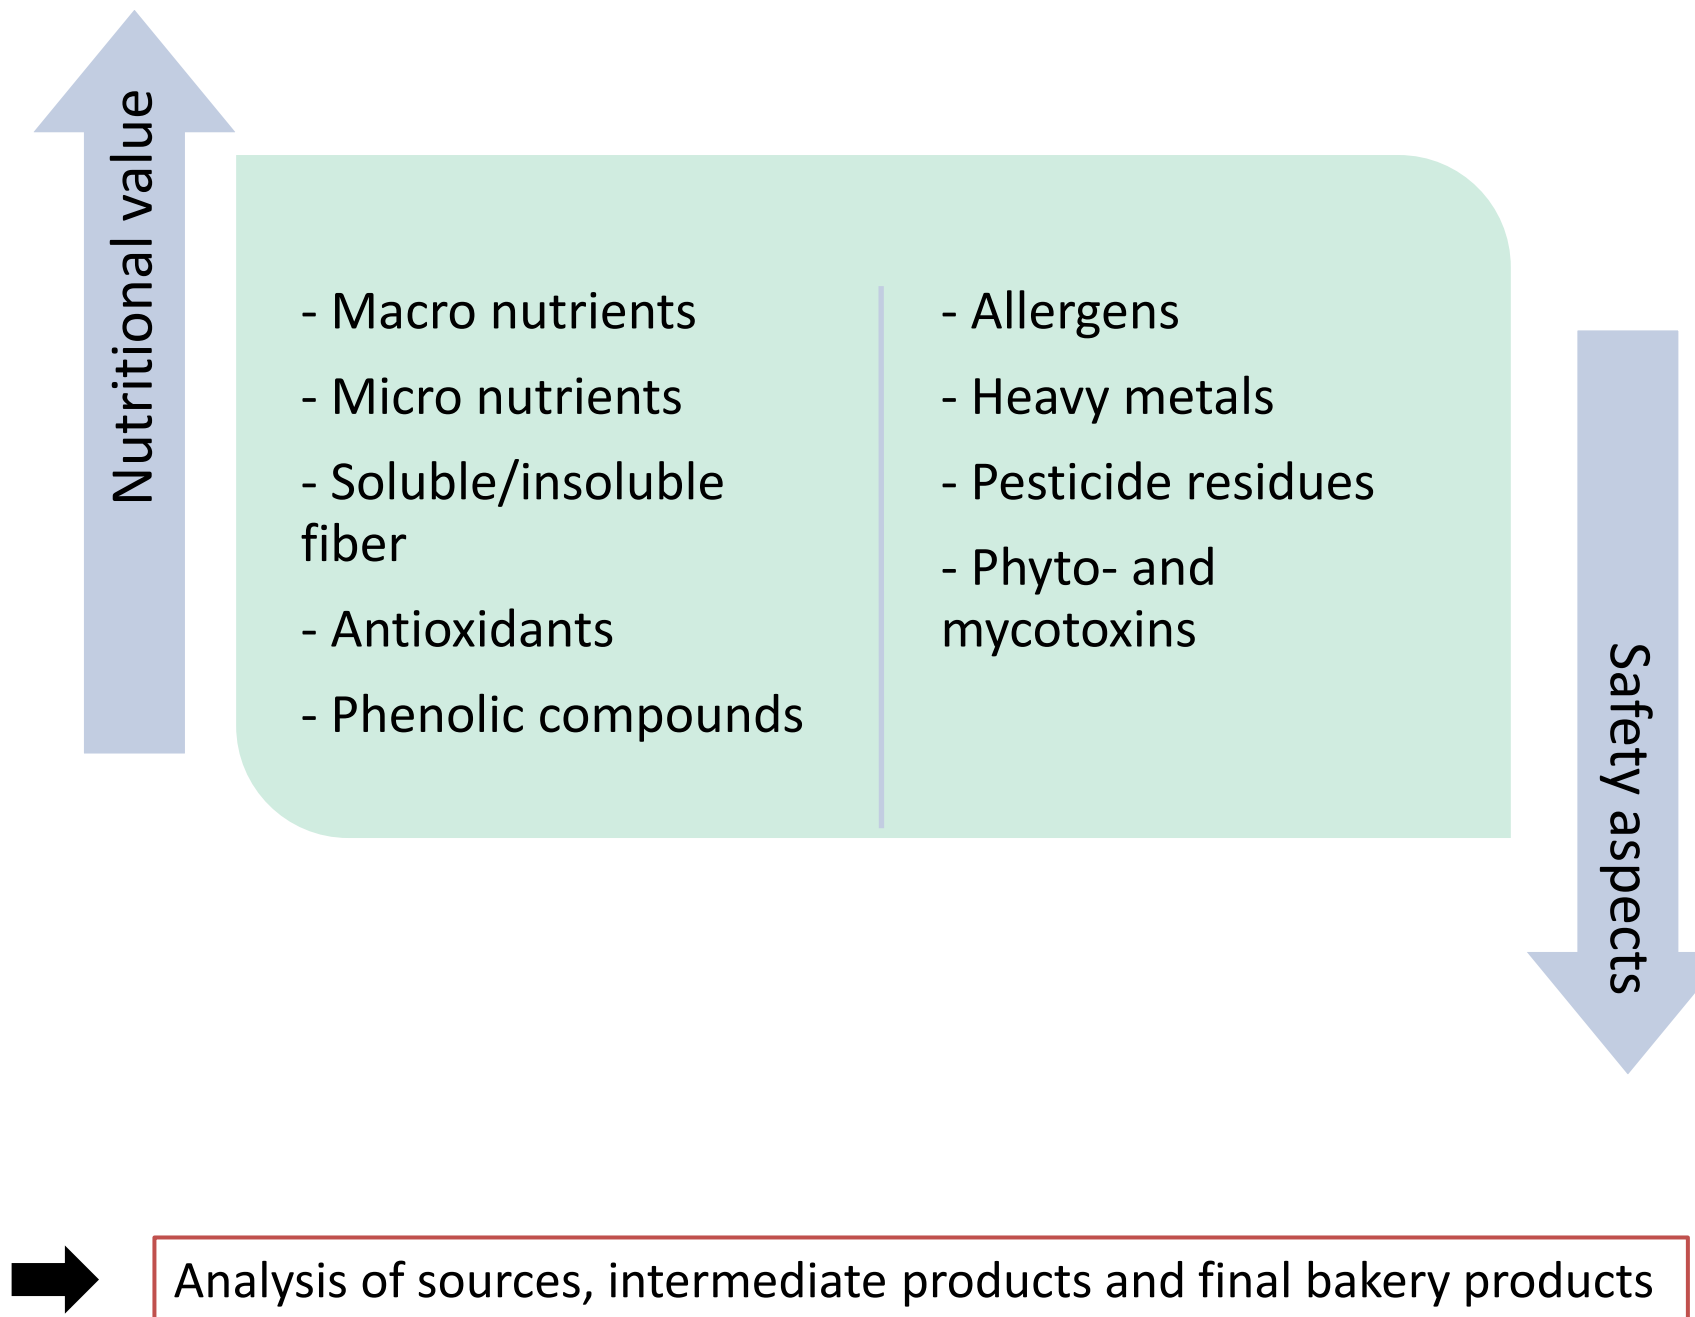 Nutritional value
- Macro nutrients
- Micro nutrients
- Soluble/insoluble
fiber
- Antioxidants
- Phenolic compounds
- Allergens
- Heavy metals
- Pesticide residues
- Phyto- and
mycotoxins
Safety aspects
Analysis of sources, intermediate products and final bakery products